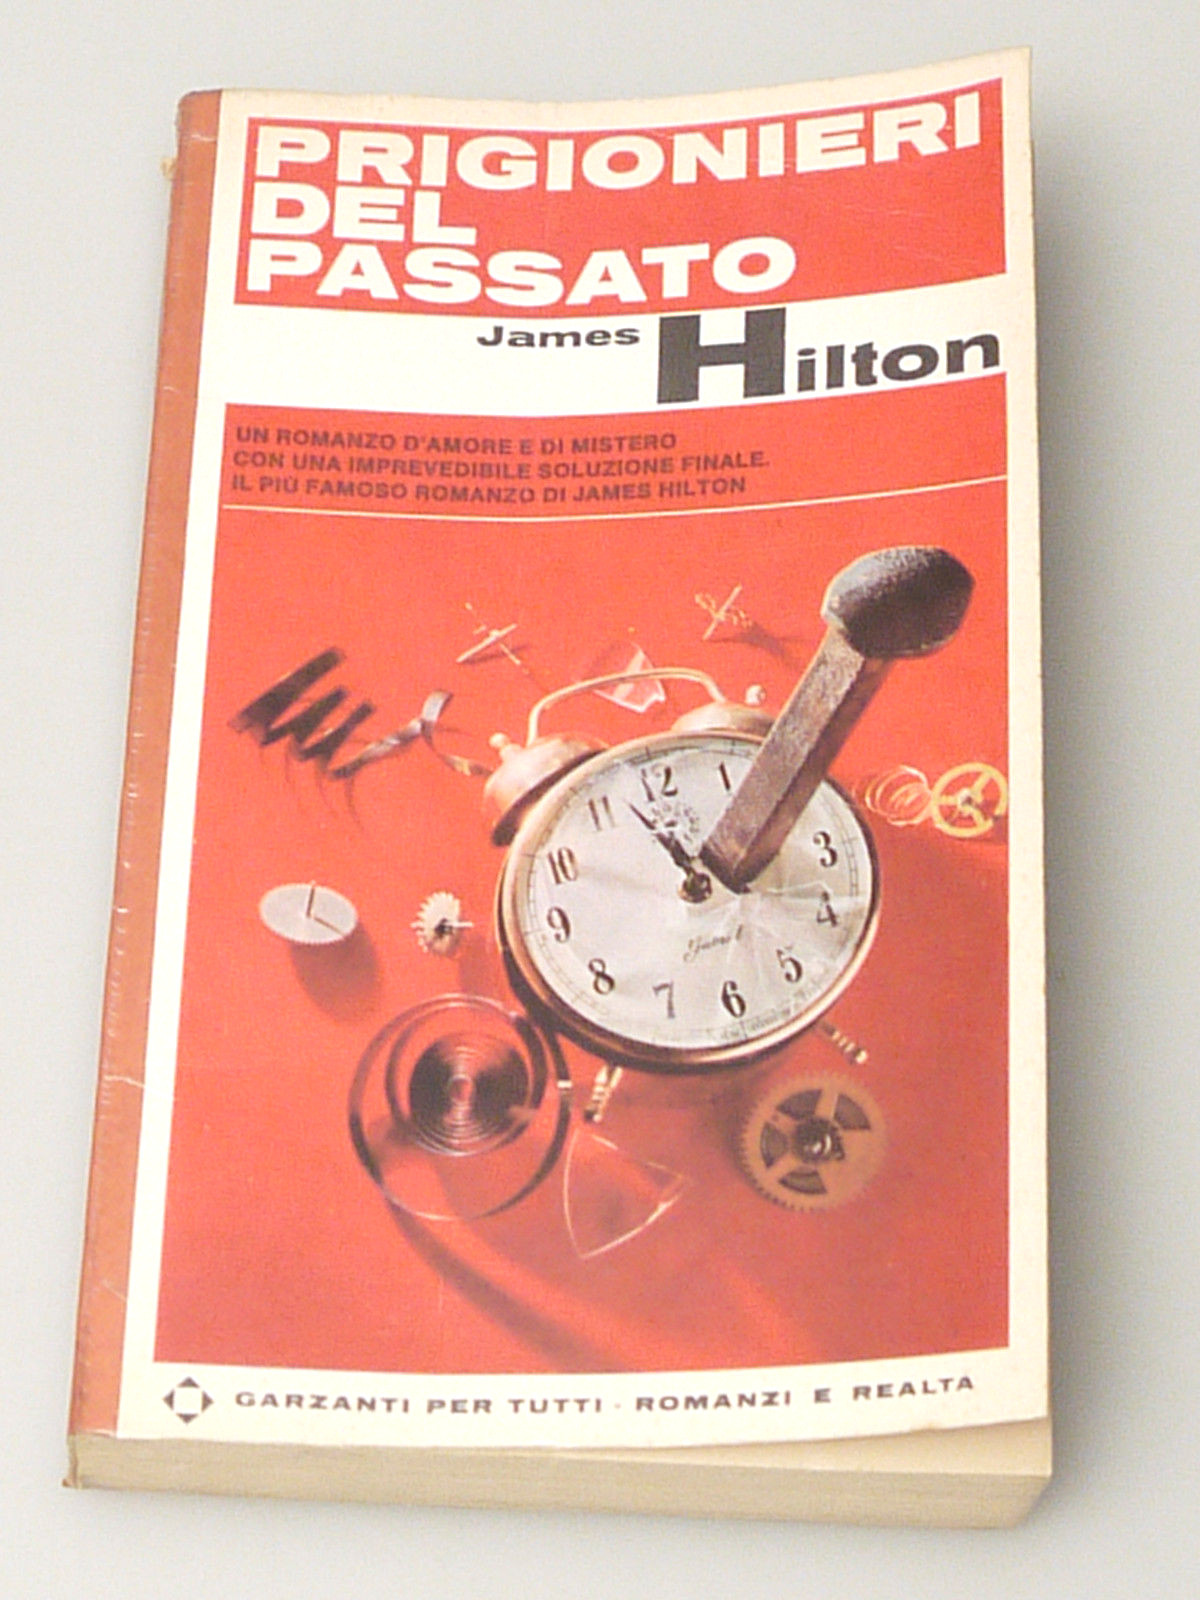 PRIGIONIERI
DEL
PASSATO
James Hilton
UN ROMANZO D'AMORE E DI MISTERO
CON UNA IMPREVEDIBILE SOLUZIONE FINALE.
IL PIÙ FAMOSO ROMANZO DI JAMES HILTON
11 12 1
10 3
9 4
8 7 6 5
GARZANTI PER TUTTI - ROMANZI E REALTÀ